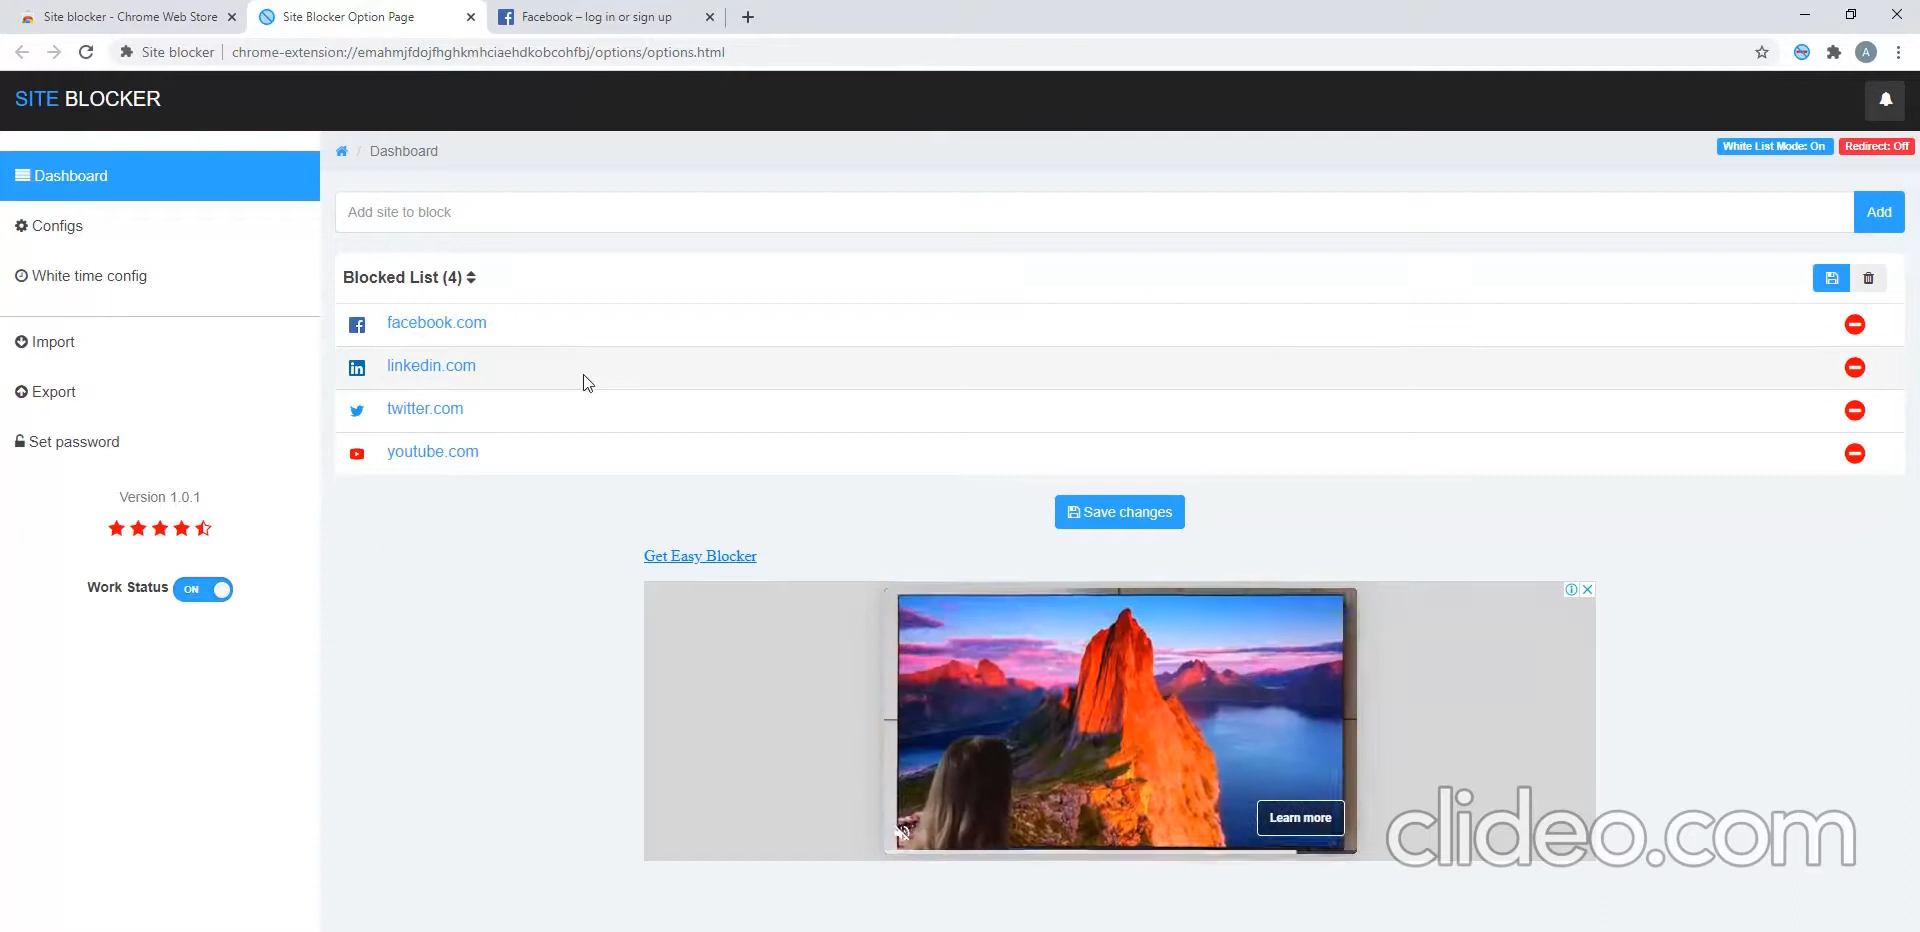 Site blocker - Chrome Web Store
Site Blocker Option Page
Facebook – log in or sign up
Site blocker
chrome-extension://emahmjfdojfhghkmhciaehdkobcohfbj/options/options.html
A
SITE BLOCKER
Dashboard
Configs
White time config
Import
Export
Set password
Version 1.0.1
Work Status ON
Dashboard
White List Mode: On
Redirect: Off
Add site to block
Add
Blocked List (4)
facebook.com
linkedin.com
twitter.com
youtube.com
Save changes
Get Easy Blocker
Learn more
clideo.com